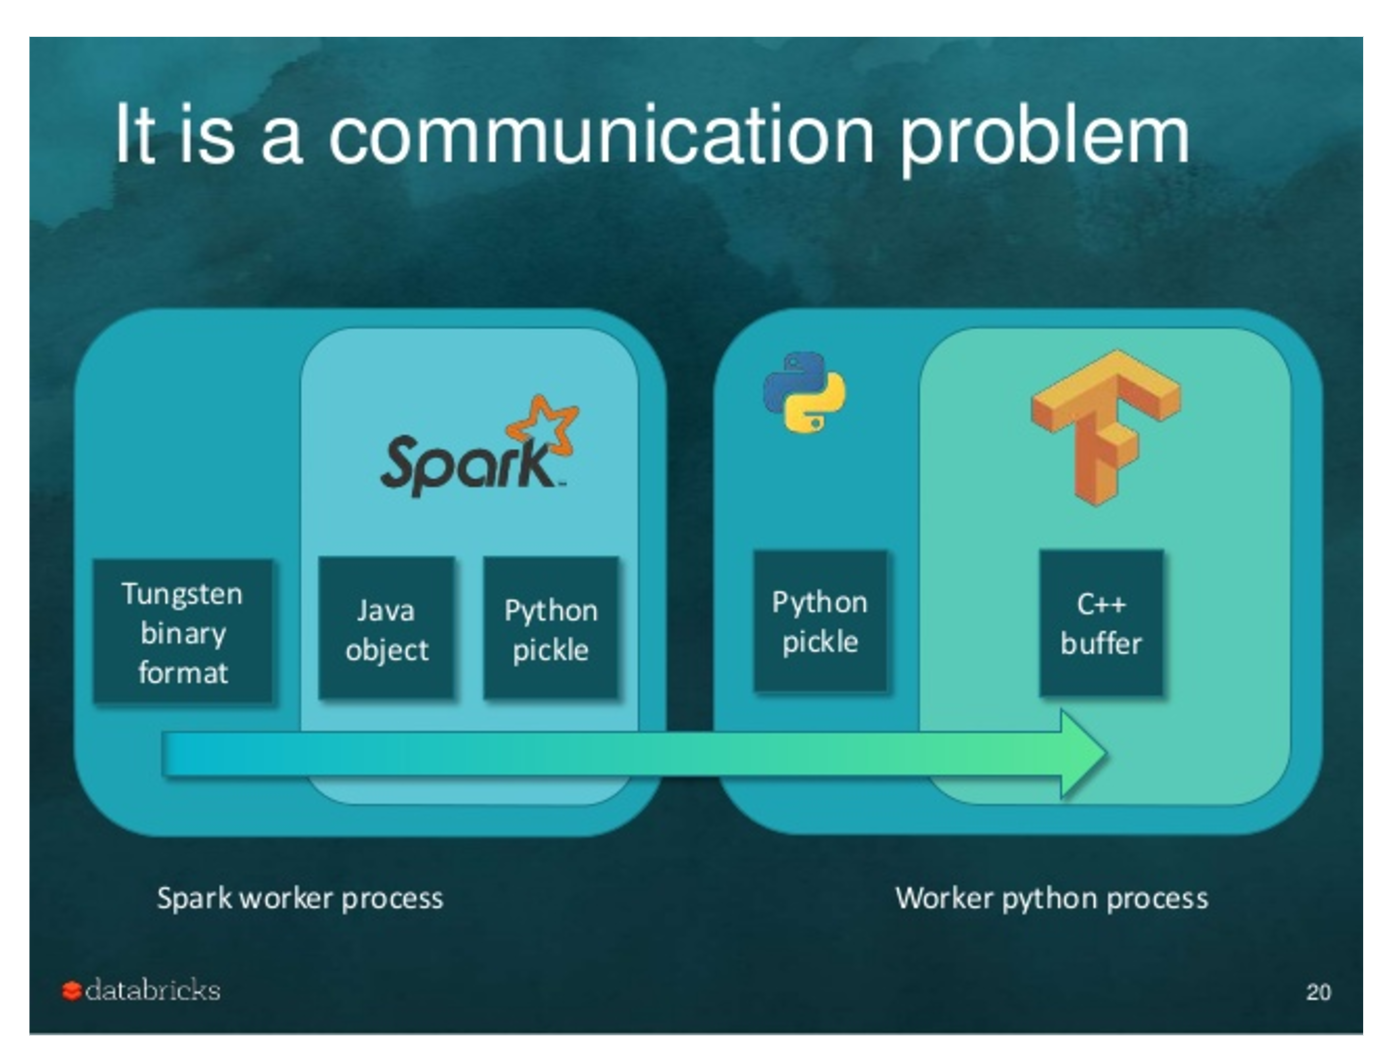 It is a communication problem
Spark™
Tungsten
binary
format
Java
object
Python
pickle
Python
pickle
C++
buffer
Spark worker process
Worker python process
databricks
20